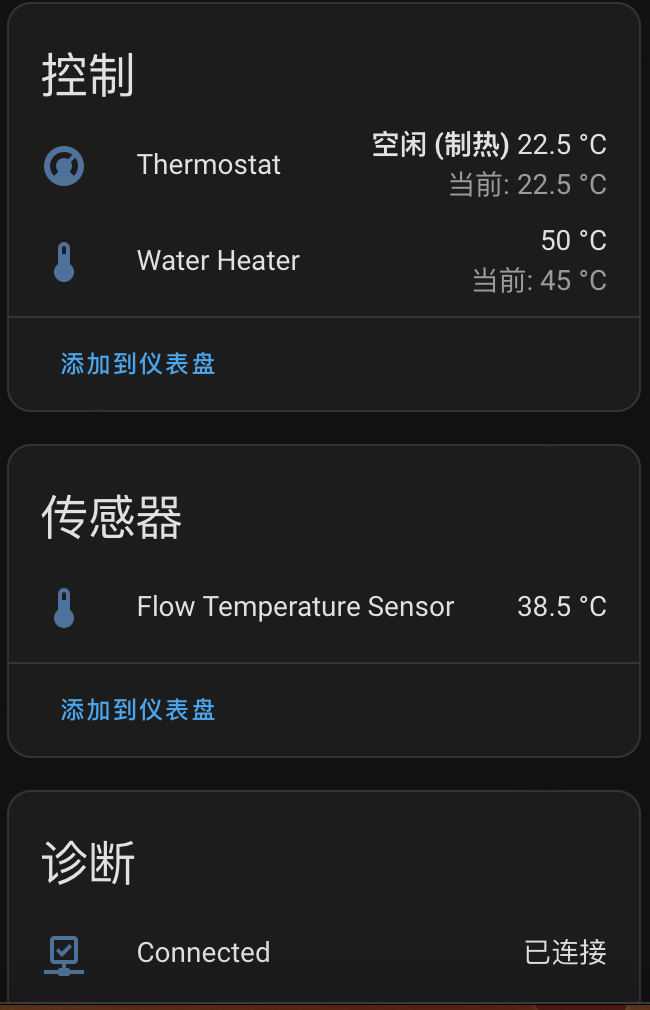 控制
Thermostat
空闲 (制热) 22.5 °C
当前: 22.5 °C
Water Heater
50 °C
当前: 45 °C
添加到仪表盘
传感器
Flow Temperature Sensor 38.5 °C
添加到仪表盘
诊断
Connected 已连接